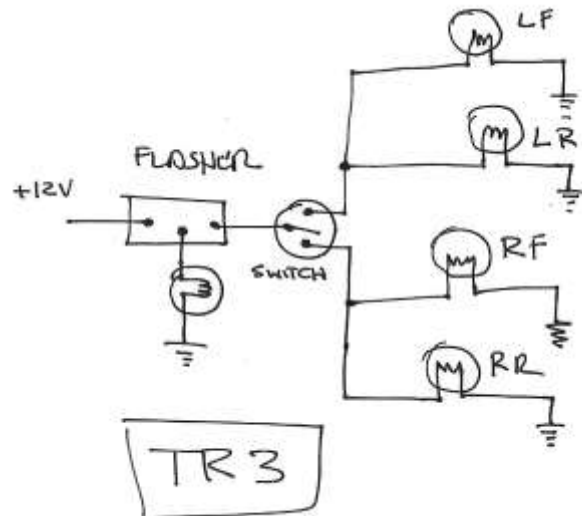 LF
LR
FLASHER
+12V
SWITCH
RF
RR
TR3